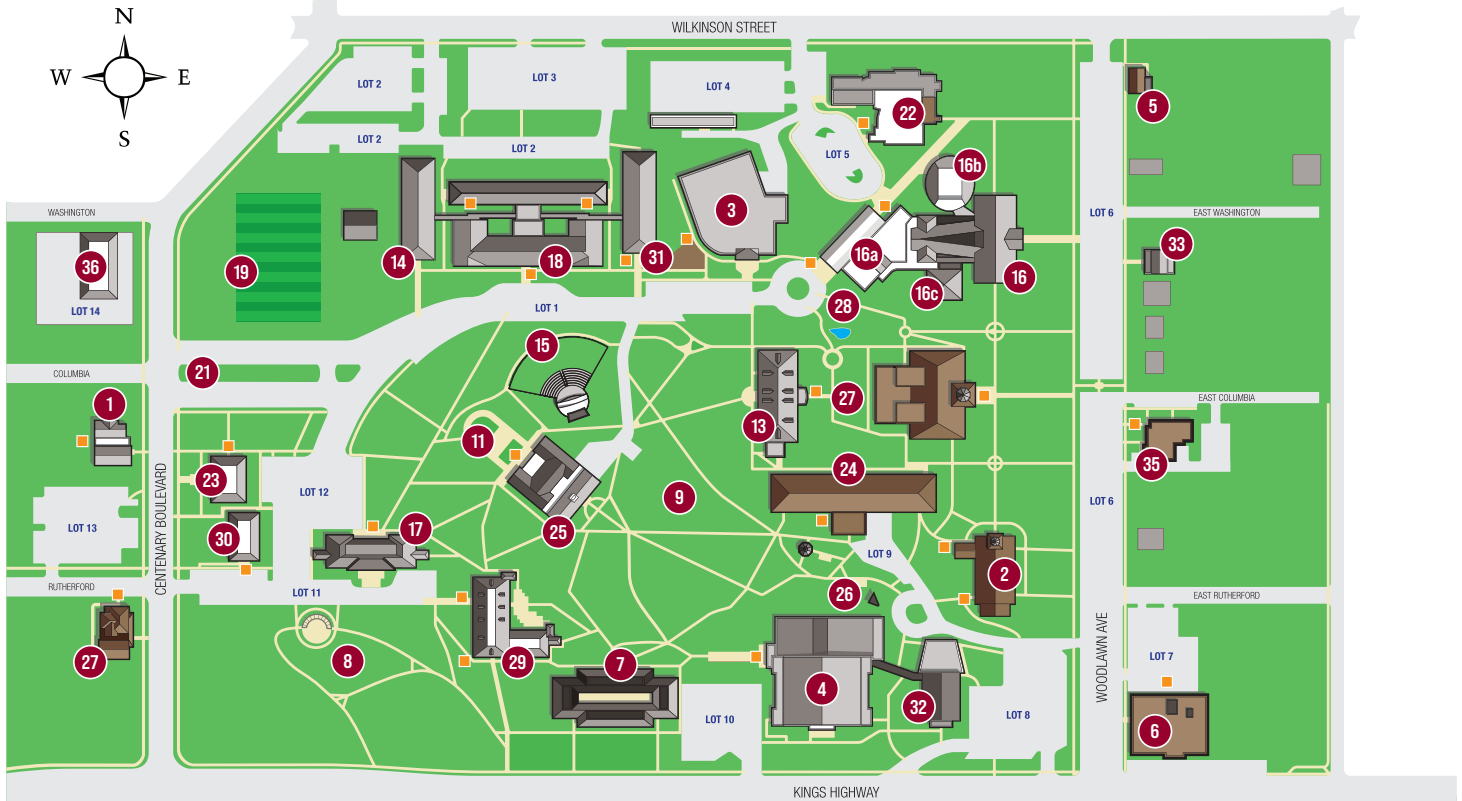 N
W E
S
WILKINSON STREET
LOT 2
LOT 3
LOT 4
5
22
LOT 2
LOT 2
LOT 5
16b
3
LOT 6
WASHINGTON
EAST WASHINGTON
36
19
14
18
31
16a
16
33
16c
LOT 14
LOT 1
28
15
21
COLUMBIA
1
27
EAST COLUMBIA
13
11
23
24
35
CENTENARY BOULEVARD
LOT 12
9
LOT 6
LOT 13
17
25
30
LOT 9
2
RUTHERFORD
LOT 11
26
EAST RUTHERFORD
27
8
29
7
4
32
WOODLAWN AVE
LOT 7
LOT 10
LOT 8
6
KINGS HIGHWAY